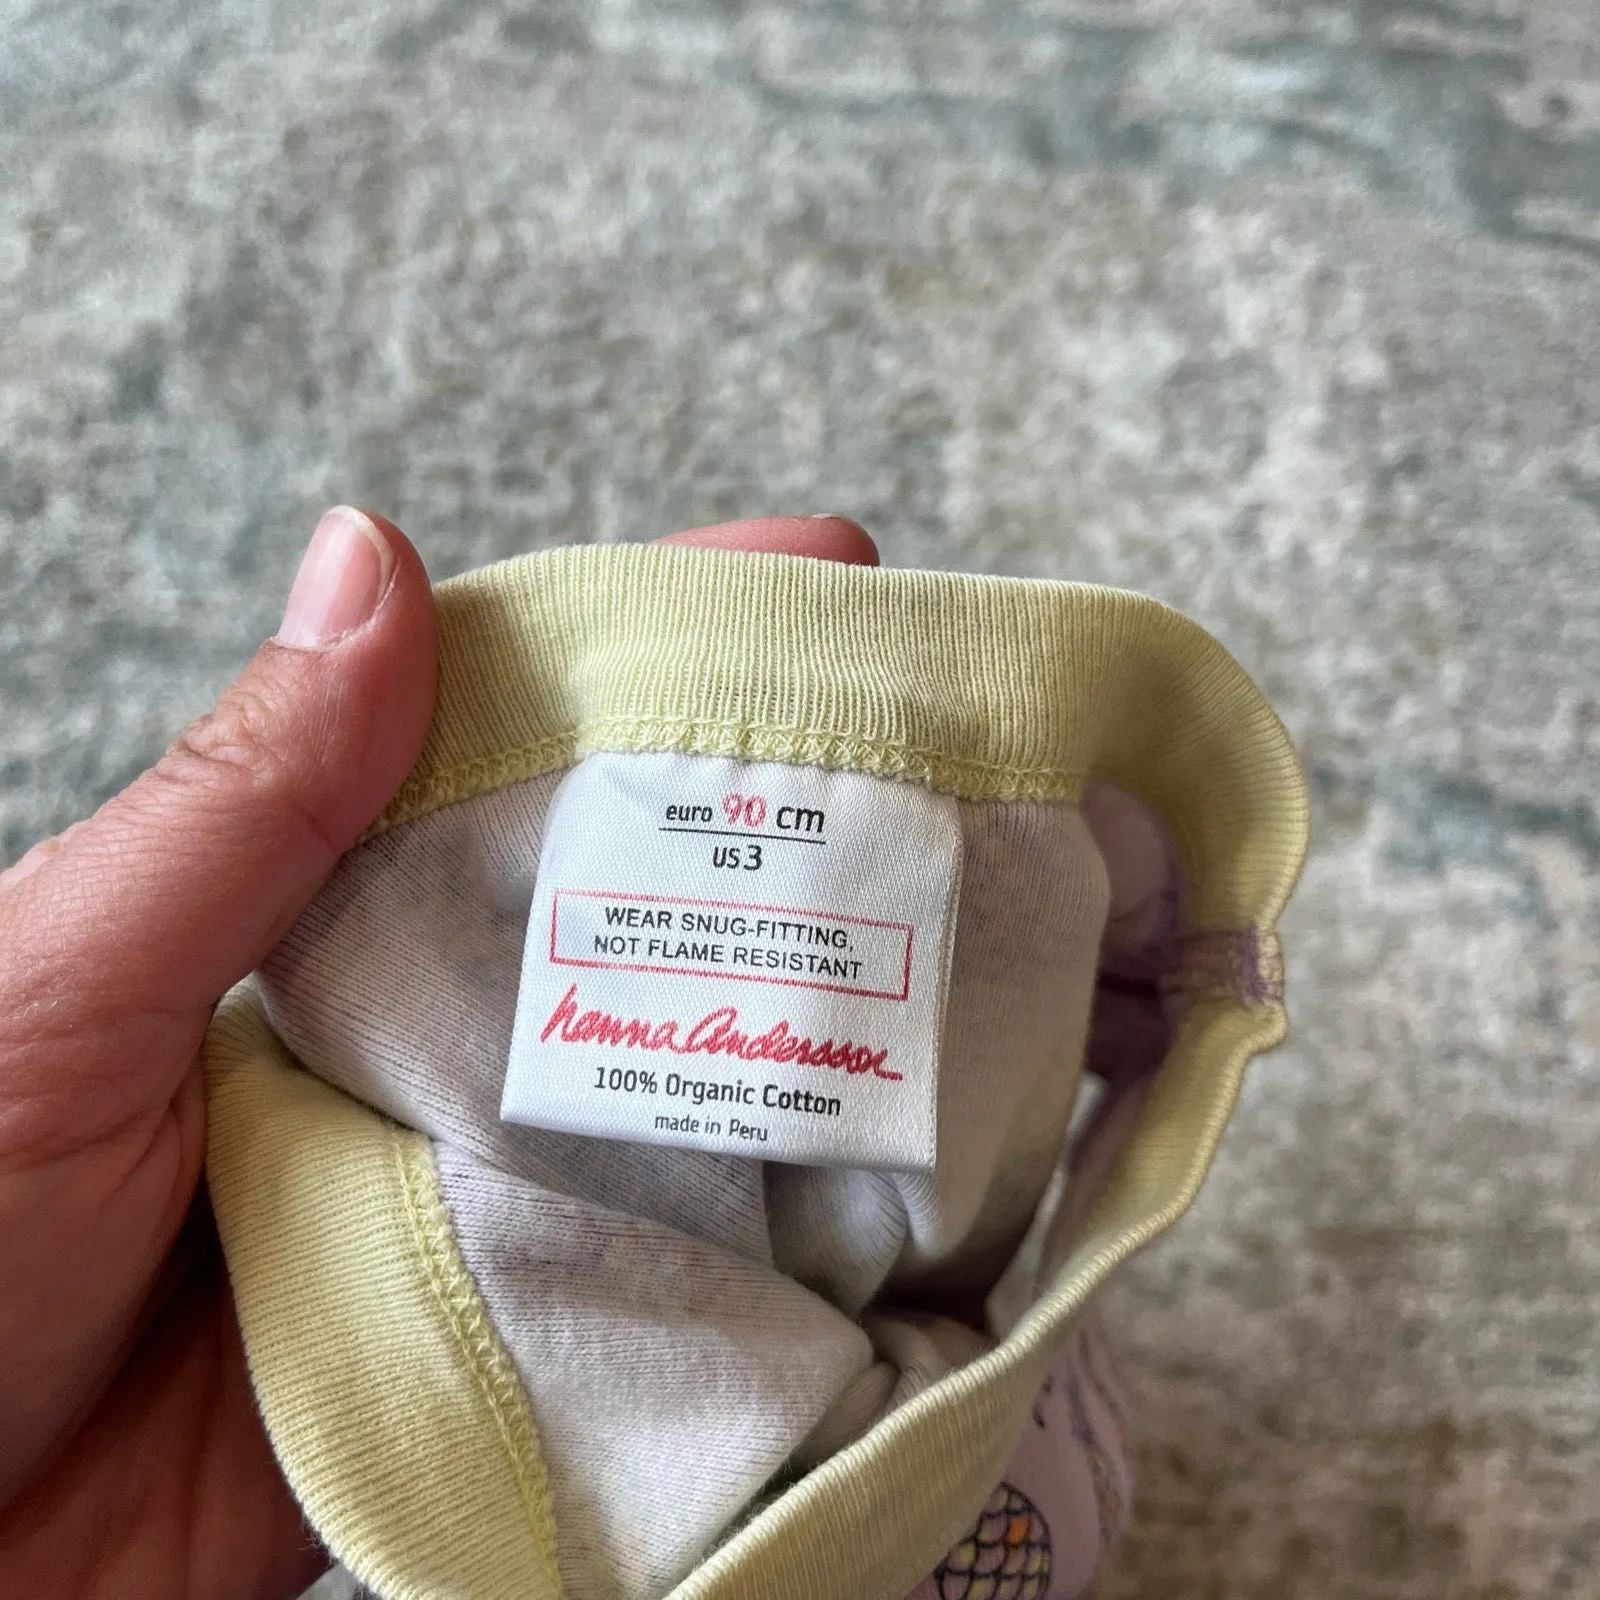 euro 90 cm
US 3
WEAR SNUG-FITTING,
NOT FLAME RESISTANT
hanna Andersson
100% Organic Cotton
made in Peru